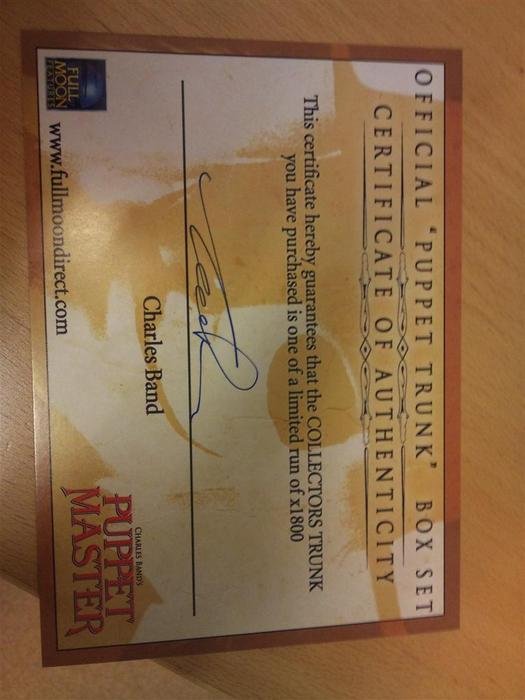 OFFICIAL "PUPPET TRUNK" BOX SET
CERTIFICATE OF AUTHENTICITY
This certificate hereby guarantees that the COLLECTORS TRUNK
you have purchased is one of a limited run of x1800
Charles Band
FULL
MOON
FEATURES
www.fullmoondirect.com
CHARLES BAND'S
PUPPET
MASTER